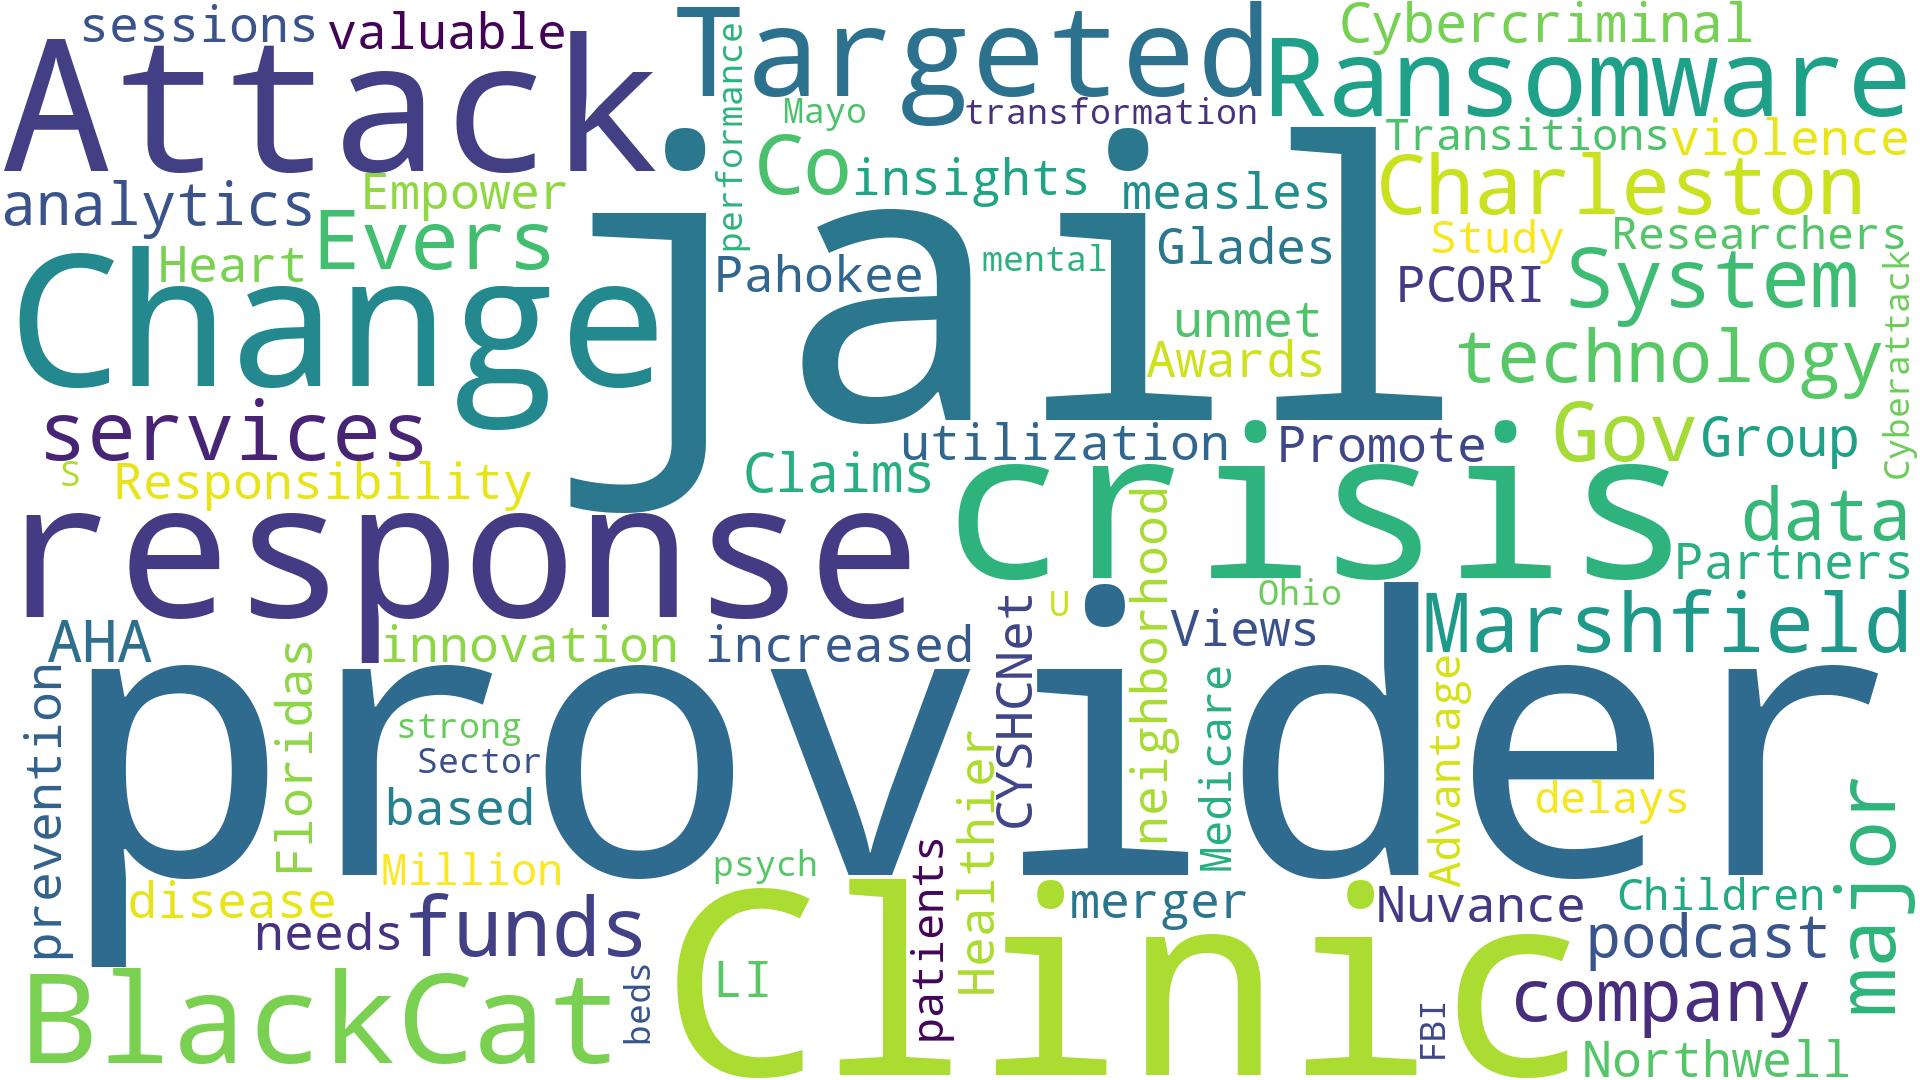 sessions
valuable
Attack
Targeted
Cybercriminal
Ransomware
performance
Mayo
transformation
Transitions
violence
analytics
Empower
Co
insights
measles
Charleston
Evers
Heart
Change
jail
Pahokee
mental
Glades
Study
Researchers
PCORI
System
Cyberattack
unmet
Awards
technology
services
S
Responsibility
Claims
utilization
Promote
Gov
Group
response
crisis
neighborhood
data
Partners
AHA
innovation
increased
CYSHCNet
U
Ohio
Views
Marshfield
prevention
Floridas
provider
strong
Sector
based
Million
psych
Healthier
Medicare
Advantage
delays
major
disease
needs
funds
patients
merger
Nuvance
Children
podcast
BlackCat
beds
LI
Clinic
FBI
company
Northwell